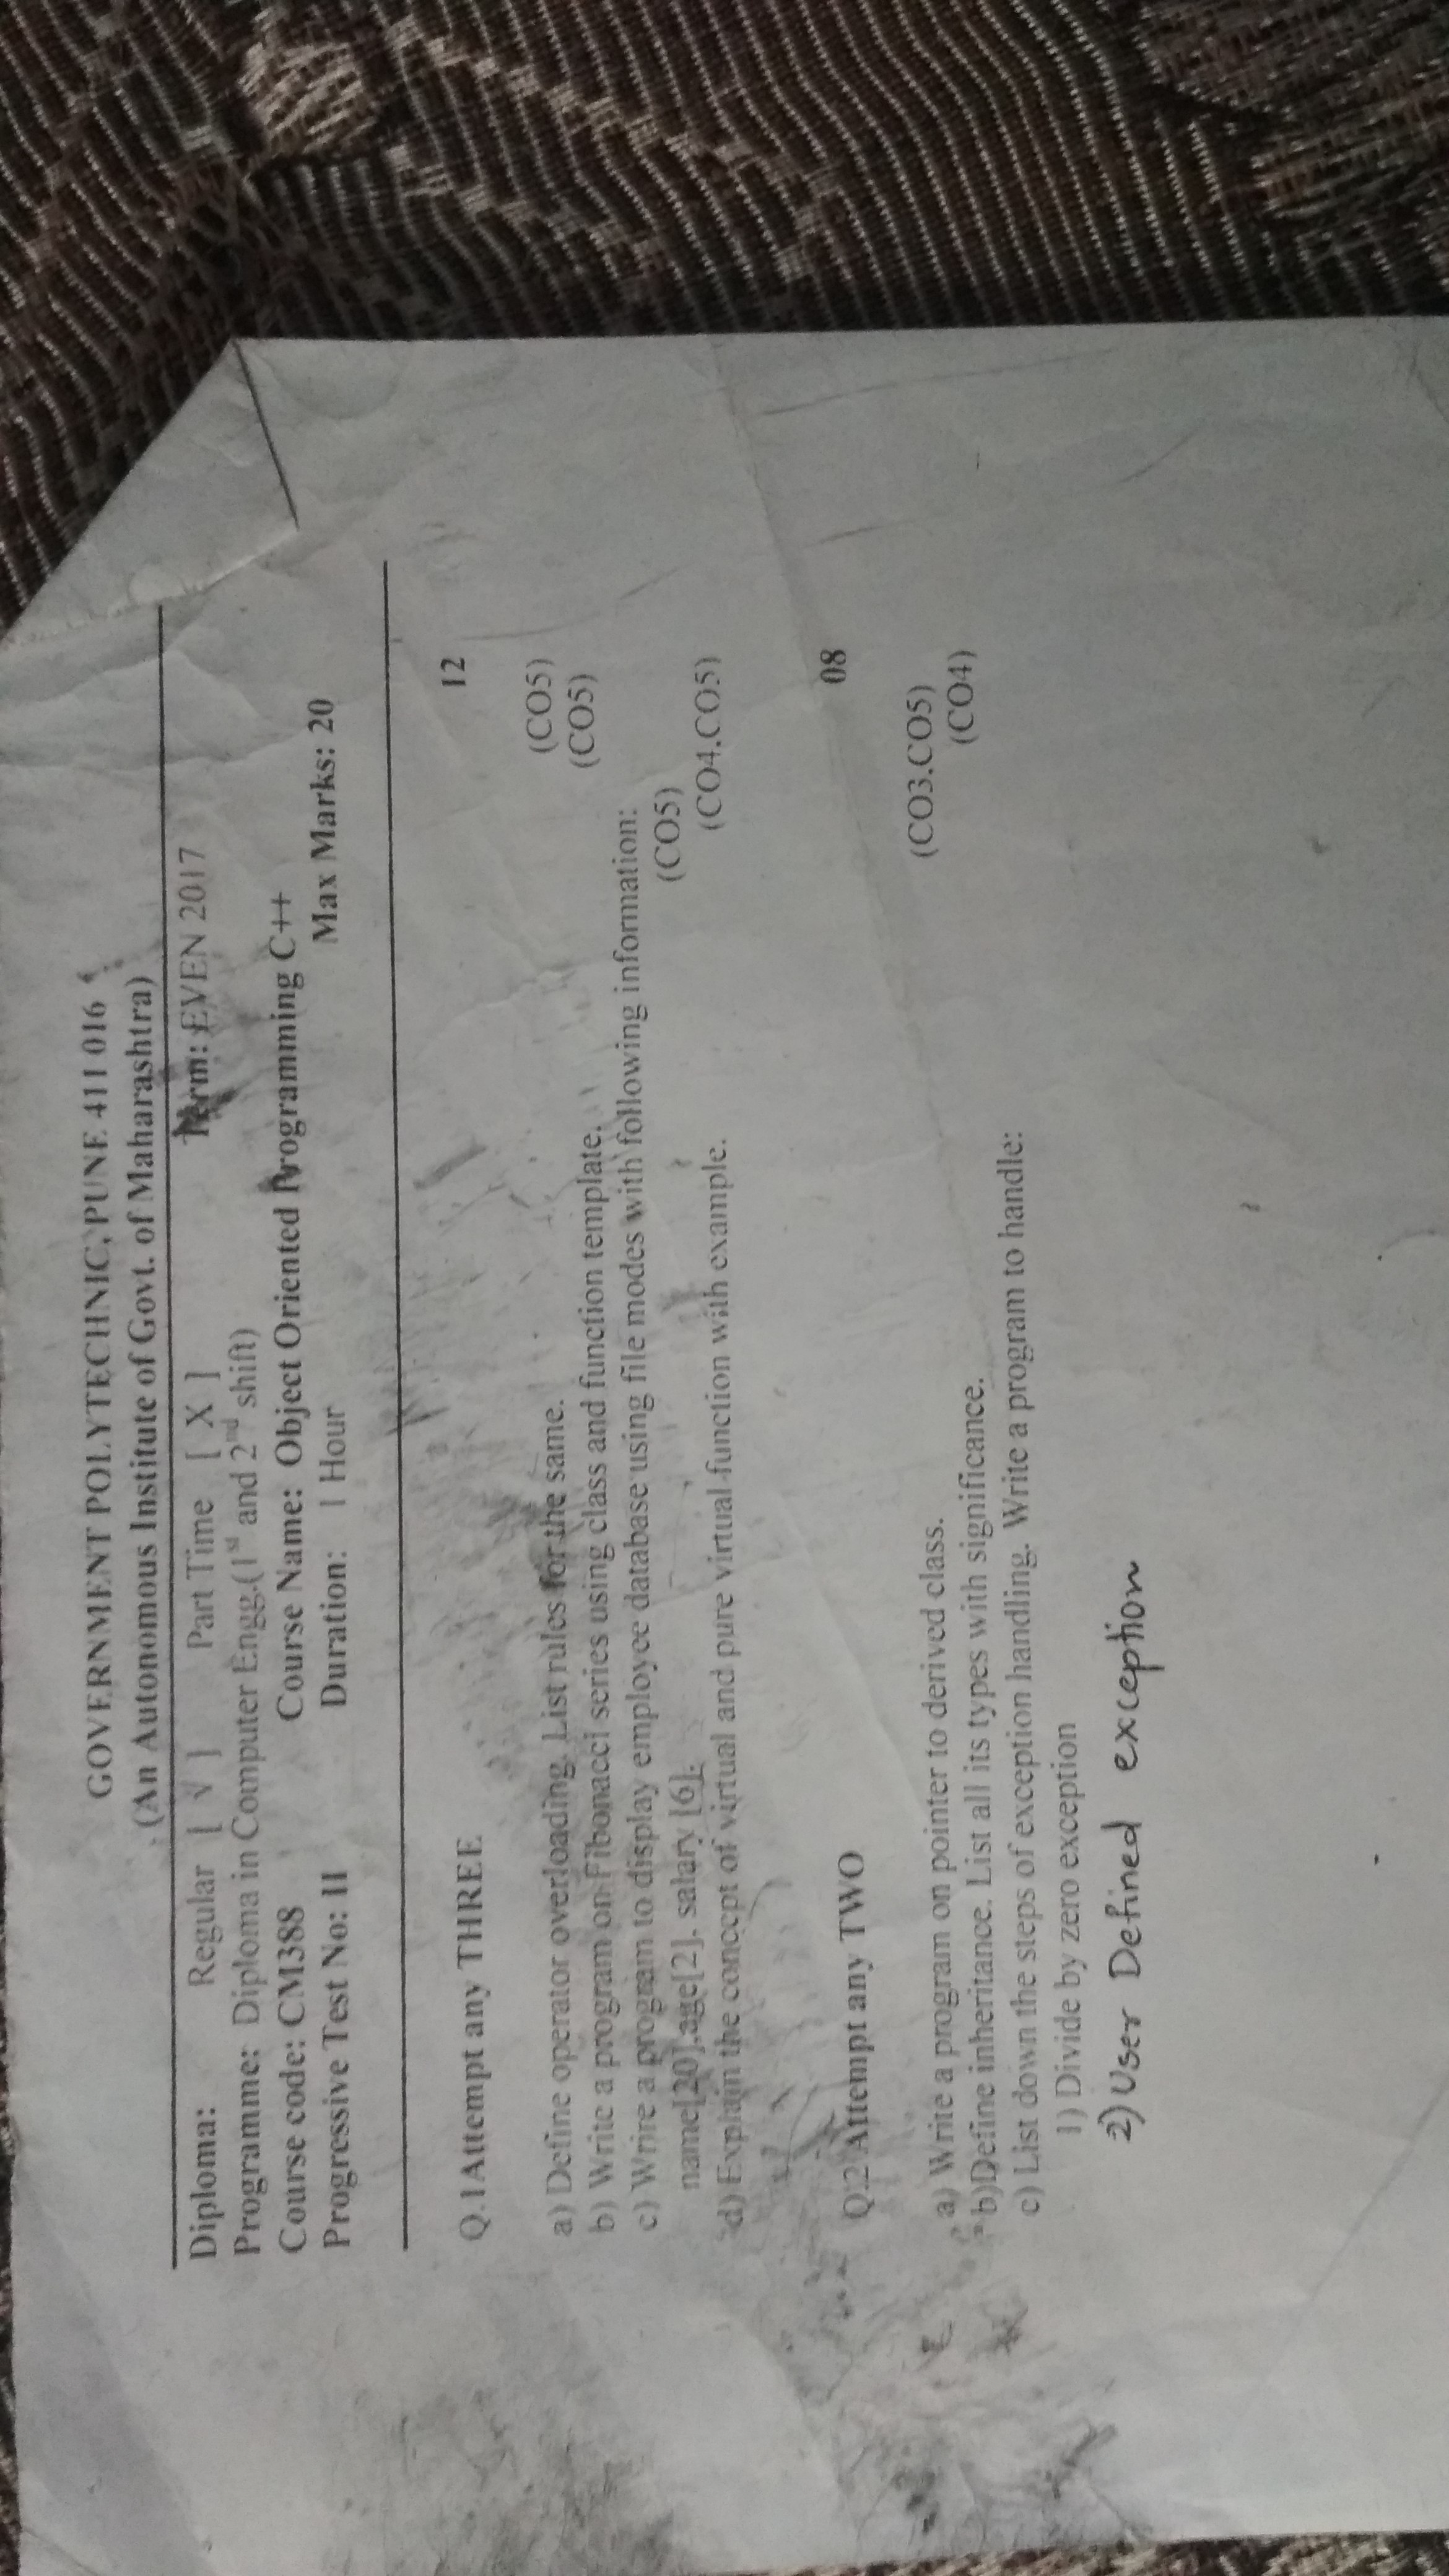 GOVERNMENT POLYTECHNIC, PUNE 411 016
(An Autonomous Institute of Govt. of Maharashtra)
Diploma: Regular [ √ ] Part Time [ X ] Term: EVEN 2017
Programme: Diploma in Computer Engg.(1st and 2nd shift)
Course code: CM388 Course Name: Object Oriented Programming C++
Progressive Test No: II Duration: 1 Hour Max Marks: 20
Q.1Attempt any THREE 12
a) Define operator overloading. List rules for the same. (CO5)
b) Write a program on Fibonacci series using class and function template. (CO5)
c) Write a program to display employee database using file modes with following information:
name[20],age[2], salary [6]. (CO5)
d) Explain the concept of virtual and pure virtual function with example. (CO4,CO5)
Q.2 Attempt any TWO 08
a) Write a program on pointer to derived class. (CO3,CO5)
b)Define inheritance. List all its types with significance. (CO4)
c) List down the steps of exception handling. Write a program to handle:
1) Divide by zero exception
2) User Defined exception